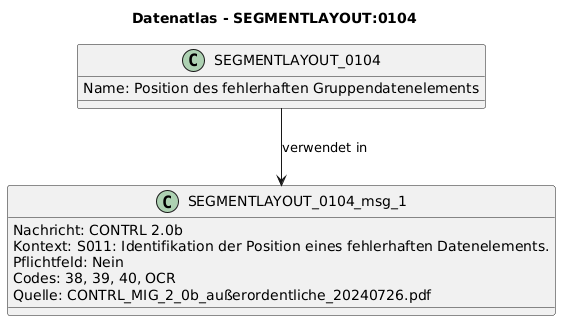 Datenatlas - SEGMENTLAYOUT:0104
C SEGMENTLAYOUT_0104
Name: Position des fehlerhaften Gruppendatenelements
verwendet in
C SEGMENTLAYOUT_0104_msg_1
Nachricht: CONTRL 2.0b
Kontext: S011: Identifikation der Position eines fehlerhaften Datenelements.
Pflichtfeld: Nein
Codes: 38, 39, 40, OCR
Quelle: CONTRL_MIG_2_0b_außerordentliche_20240726.pdf